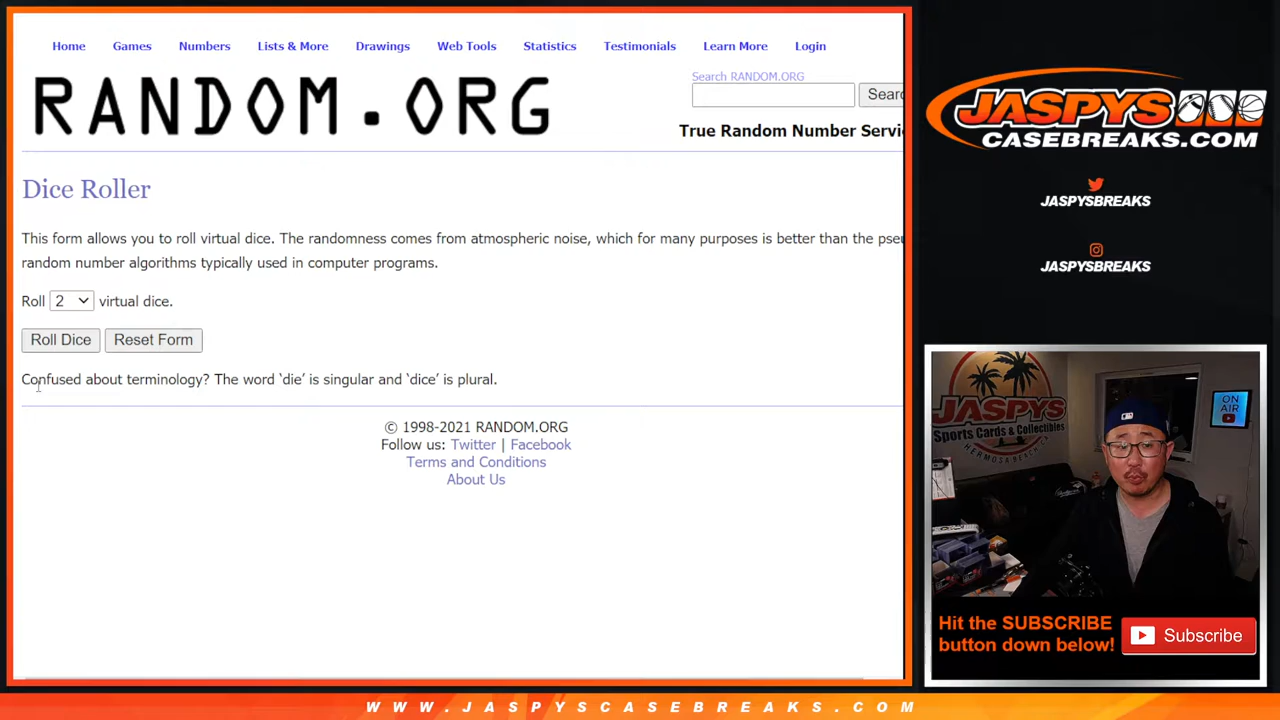 Home Games Numbers Lists & More Drawings Web Tools Statistics Testimonials Learn More Login
RANDOM.ORG
Search RANDOM.ORG
Searc
True Random Number Servi
Dice Roller
This form allows you to roll virtual dice. The randomness comes from atmospheric noise, which for many purposes is better than the pseu
random number algorithms typically used in computer programs.
Roll 2 virtual dice.
Roll Dice Reset Form
Confused about terminology? The word ‘die’ is singular and ‘dice’ is plural.
© 1998-2021 RANDOM.ORG
Follow us: Twitter | Facebook
Terms and Conditions
About Us
JASPYS
CASEBREAKS.COM
JASPYSBREAKS
JASPYSBREAKS
JASPYS
Sports Cards & Collectibles
HERMOSA BEACH CA
ON
AIR
Hit the SUBSCRIBE
button down below!
Subscribe
WWW.JASPYSCASEBREAKS.COM